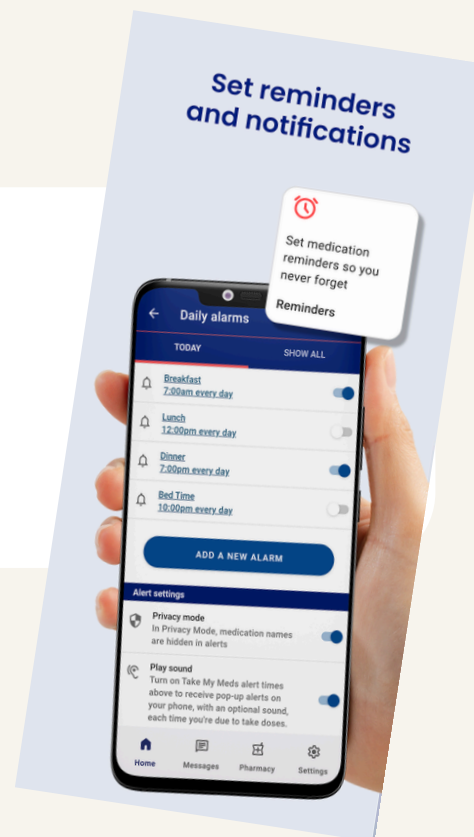 Set reminders
and notifications
Set medication
reminders so you
never forget
Reminders
Daily alarms
TODAY
SHOW ALL
Breakfast
7:00am every day
Lunch
12:00pm every day
Dinner
7:00pm every day
Bed Time
10:00pm every day
ADD A NEW ALARM
Alert settings
Privacy mode
In Privacy Mode, medication names
are hidden in alerts
Play sound
Turn on Take My Meds alert times
above to receive pop-up alerts on
your phone, with an optional sound,
each time you're due to take doses.
Home
Messages
Pharmacy
Settings